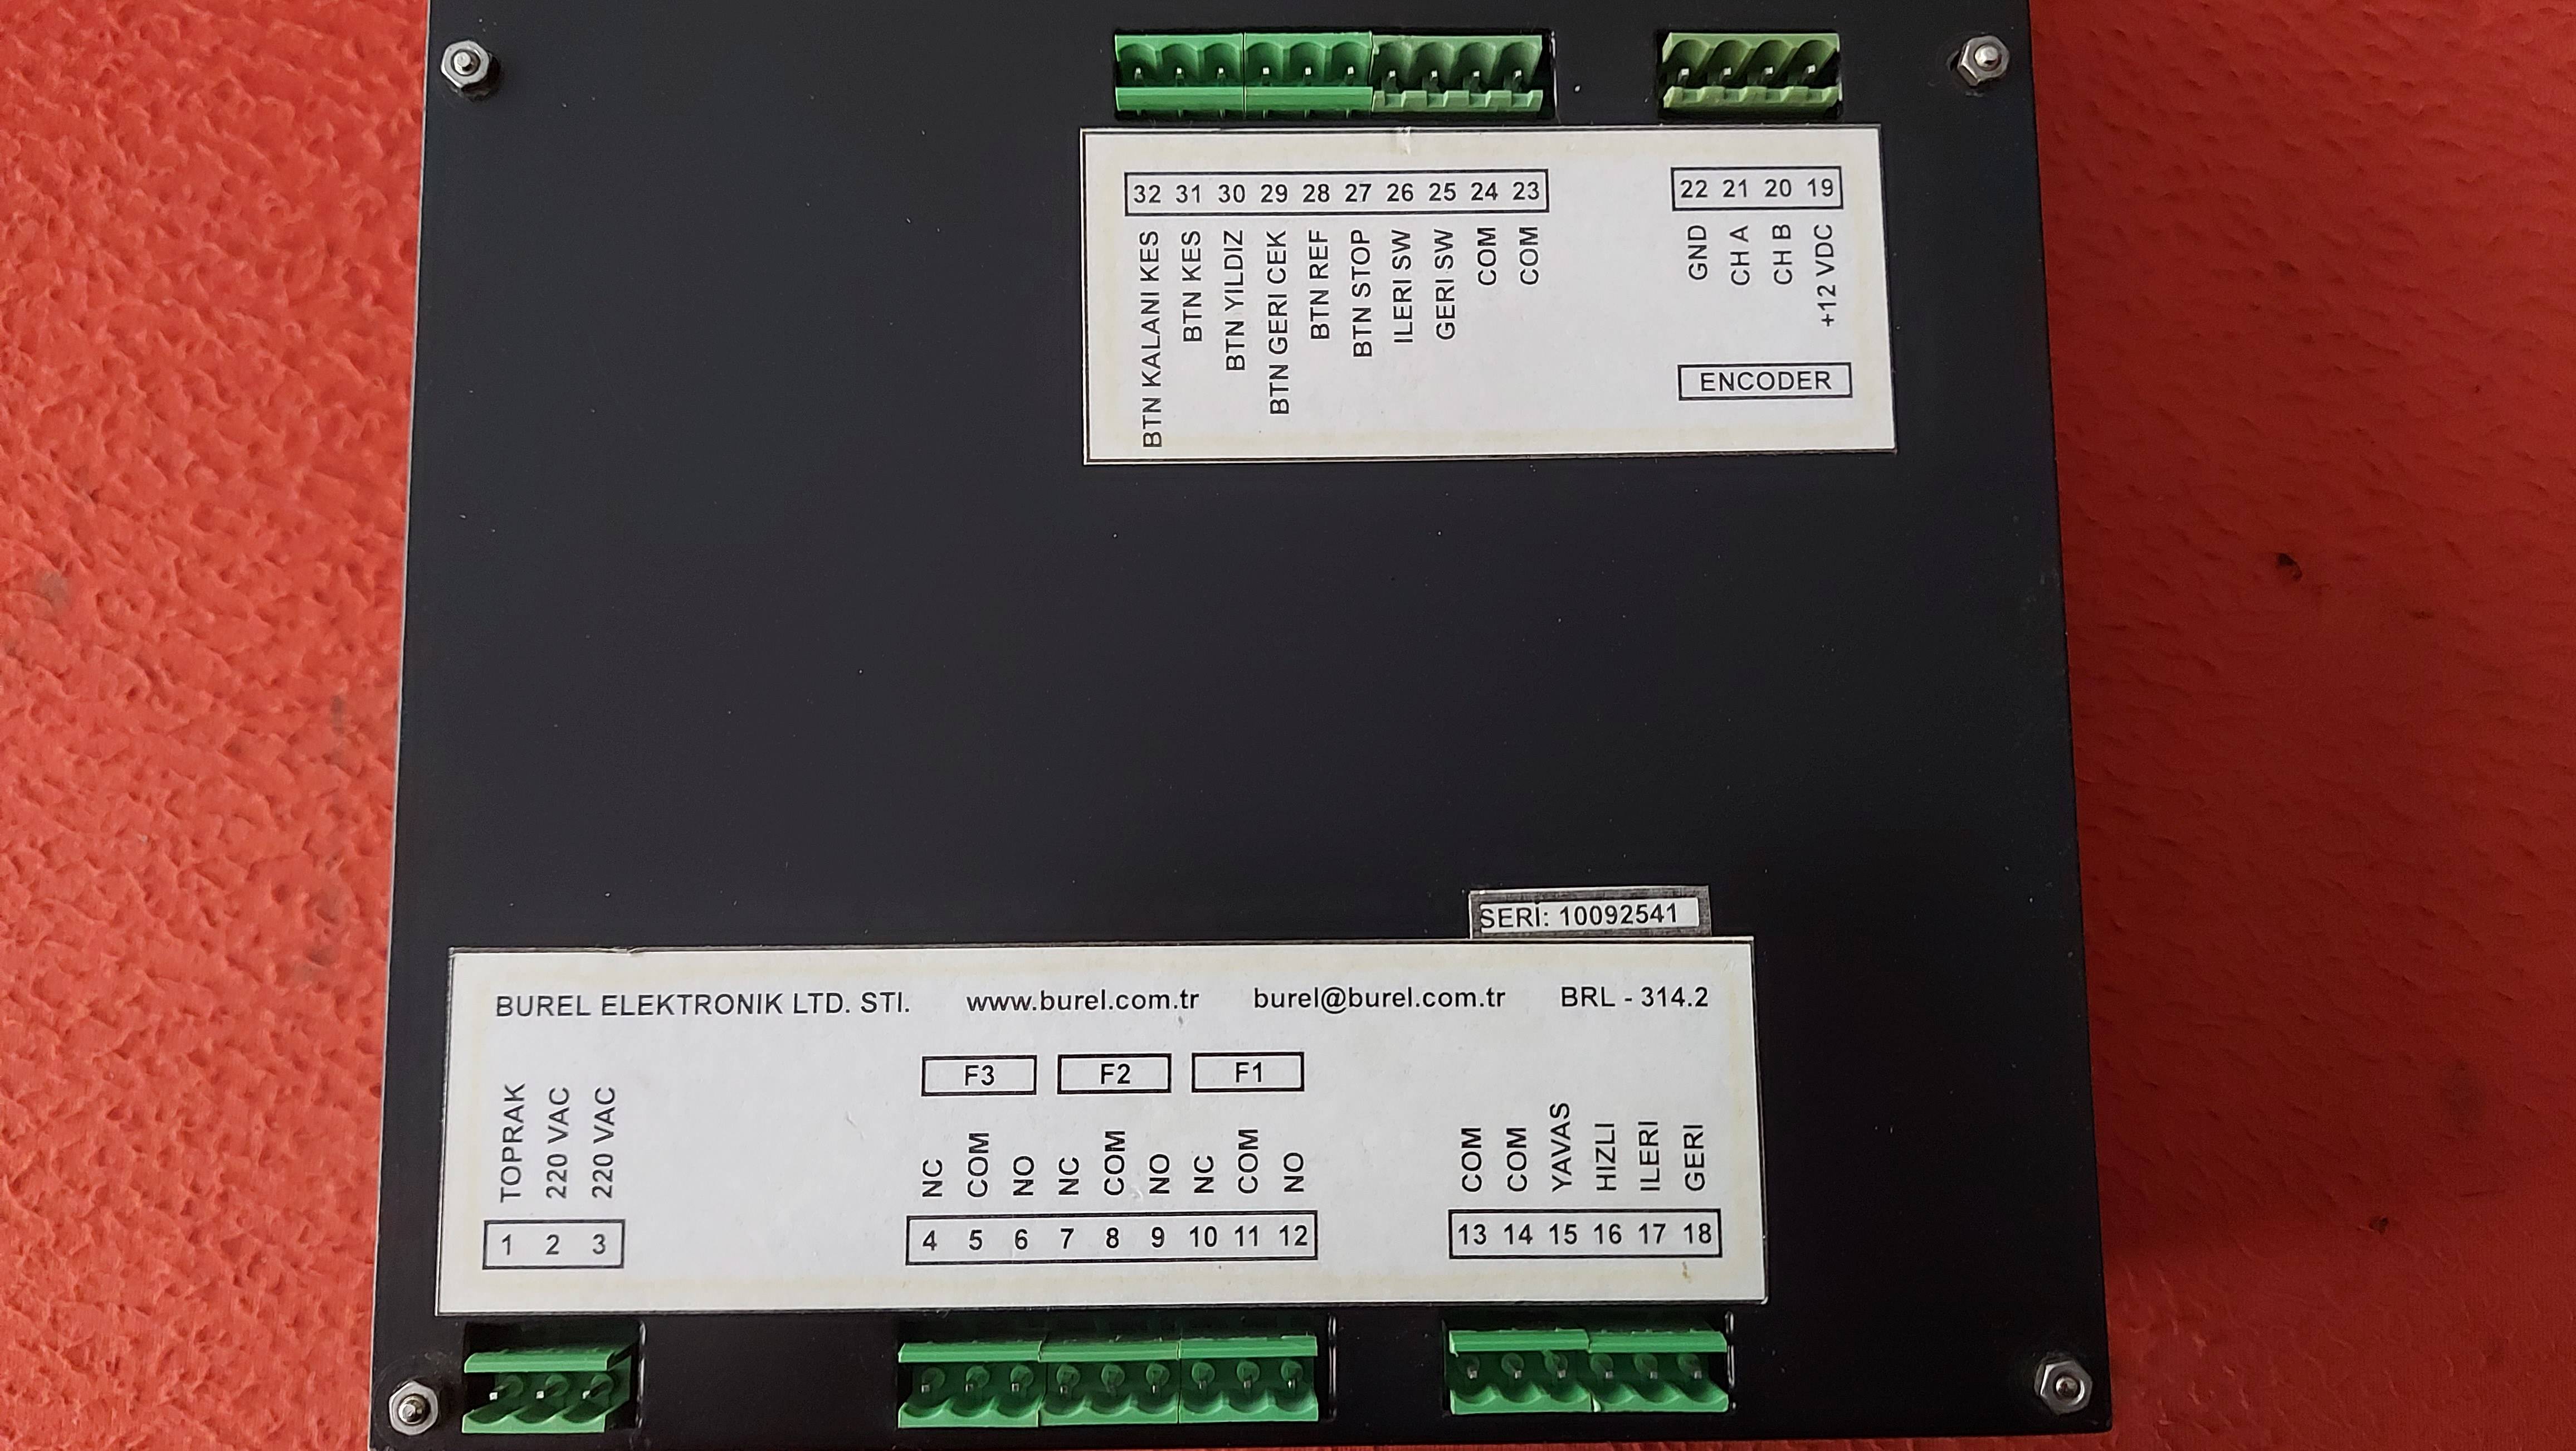 32 31 30 29 28 27 26 25 24 23
BTN KALANI KES
BTN KES
BTN YILDIZ
BTN GERI CEK
BTN REF
BTN STOP
ILERI SW
GERI SW
COM
COM
22 21 20 19
GND
CH A
CH B
+12 VDC
ENCODER
SERİ: 10092541
BUREL ELEKTRONIK LTD. STI. www.burel.com.tr burel@burel.com.tr BRL - 314.2
F3 F2 F1
TOPRAK
220 VAC
220 VAC
NC
COM
NO
NC
COM
NO
NC
COM
NO
COM
COM
YAVAS
HIZLI
ILERI
GERI
1 2 3
4 5 6 7 8 9 10 11 12
13 14 15 16 17 18